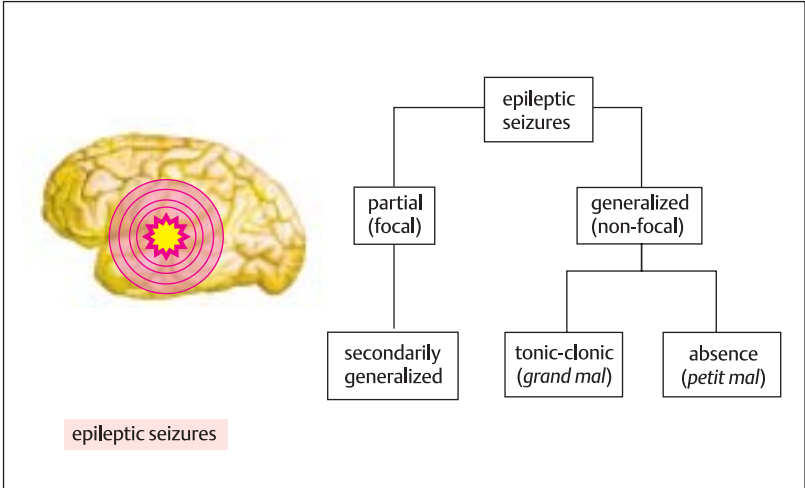 epileptic
seizures
partial
(focal)
generalized
(non-focal)
secondarily
generalized
tonic-clonic
(grand mal)
absence
(petit mal)
epileptic seizures